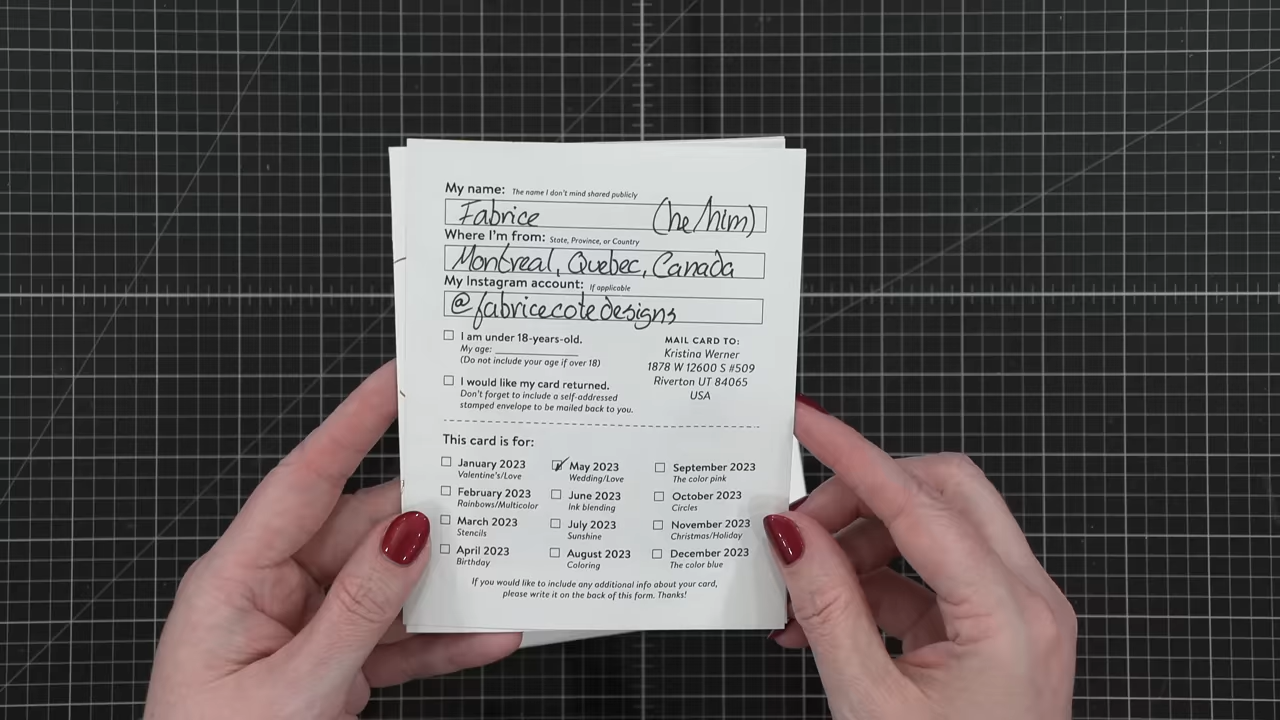 My name: The name I don't mind shared publicly
Fabrice (he/him)
Where I'm from: State, Province, or Country
Montreal, Quebec, Canada
My Instagram account: If applicable
@fabricecotedesigns
I am under 18-years-old.
My age: ______________
(Do not include your age if over 18)
I would like my card returned.
Don't forget to include a self-addressed
stamped envelope to be mailed back to you.
MAIL CARD TO:
Kristina Werner
1878 W 12600 S #509
Riverton UT 84065
USA
This card is for:
January 2023
Valentine's/Love
February 2023
Rainbows/Multicolor
March 2023
Stencils
April 2023
Birthday
May 2023
Wedding/Love
June 2023
Ink blending
July 2023
Sunshine
August 2023
Coloring
September 2023
The color pink
October 2023
Circles
November 2023
Christmas/Holiday
December 2023
The color blue
If you would like to include any additional info about your card,
please write it on the back of this form. Thanks!